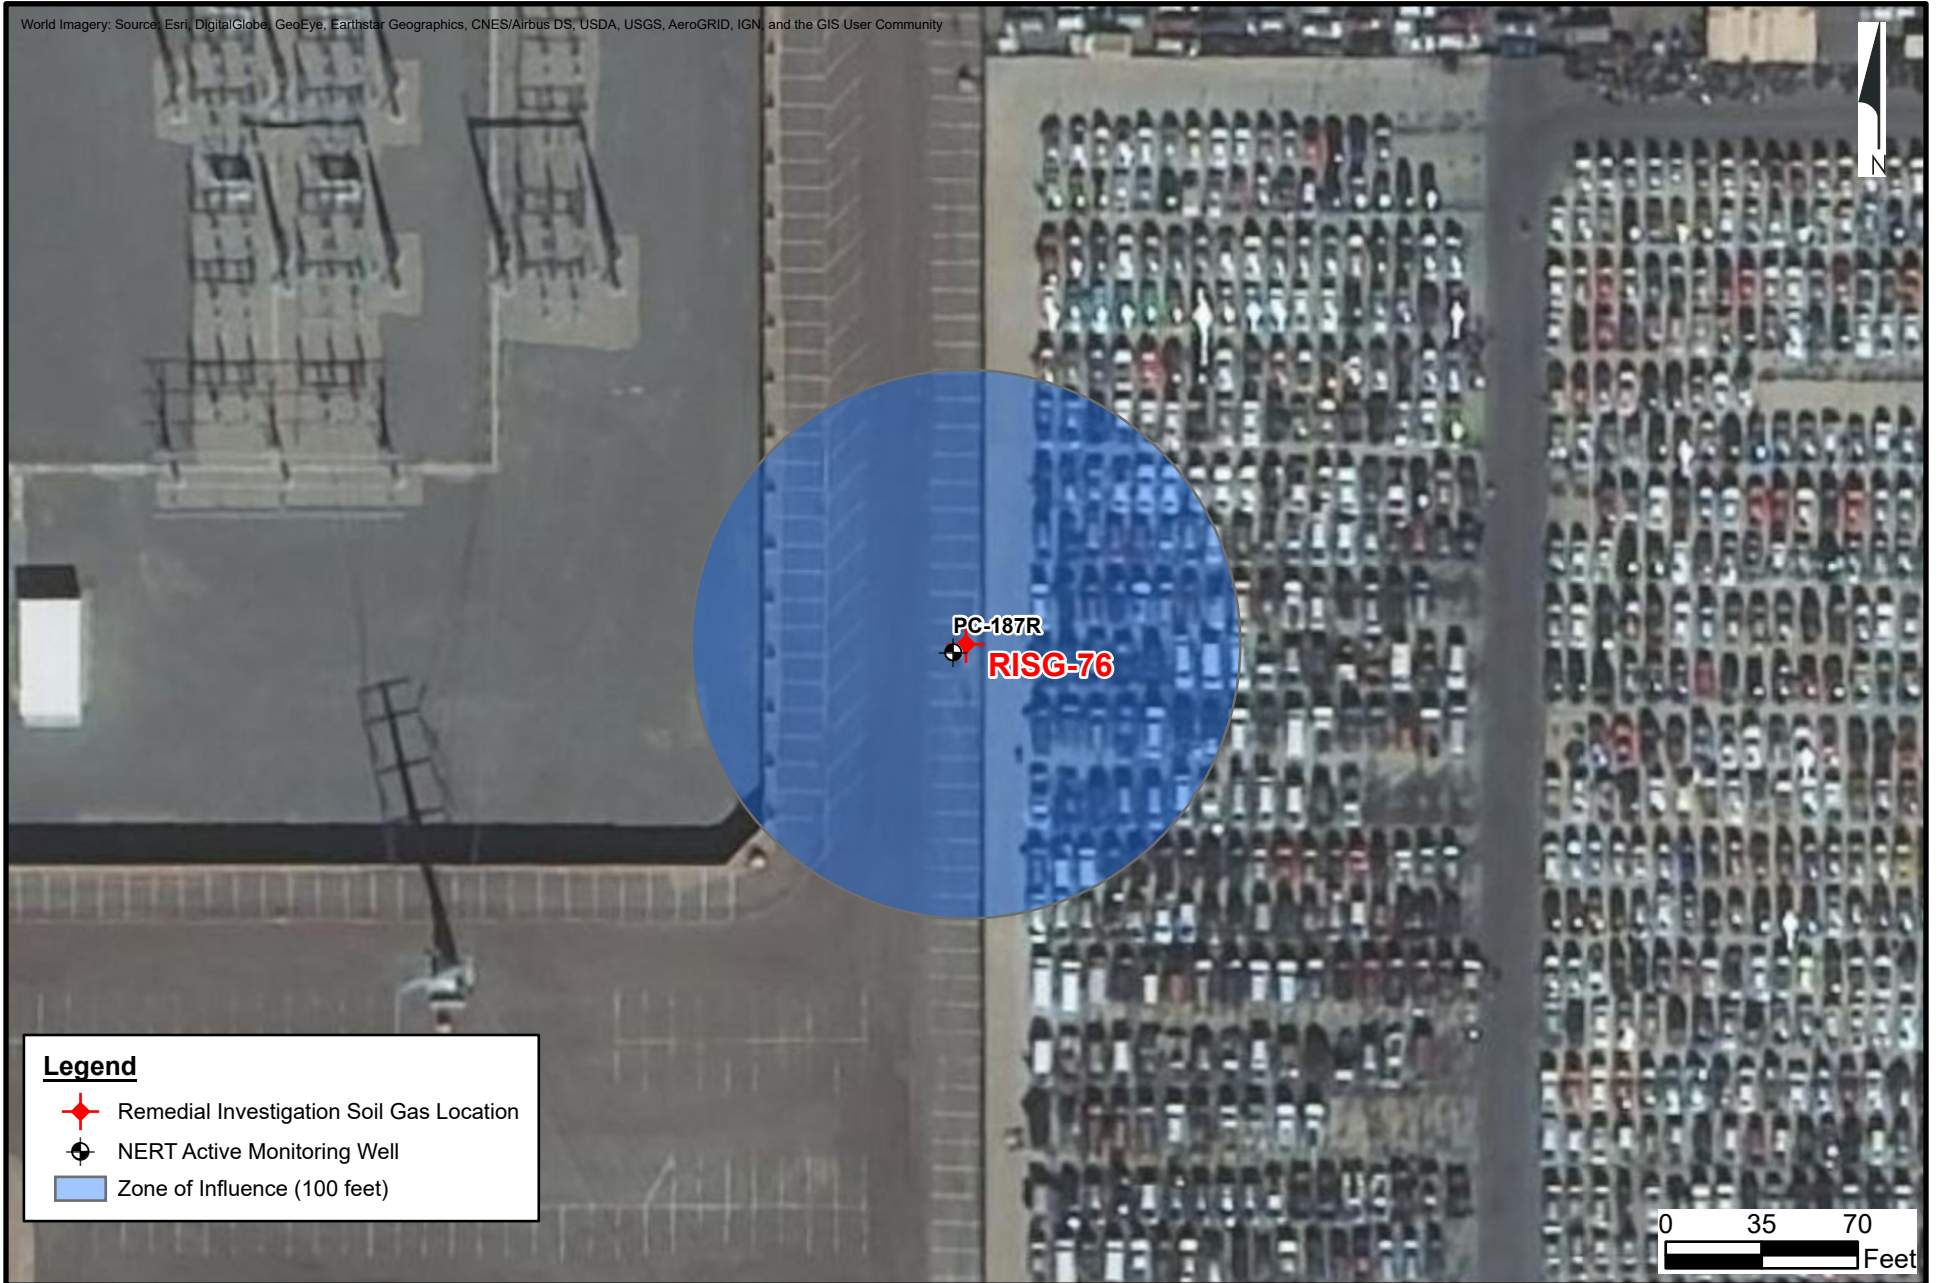 World Imagery: Source: Esri, DigitalGlobe, GeoEye, Earthstar Geographics, CNES/Airbus DS, USDA, USGS, AeroGRID, IGN, and the GIS User Community
N
PC-187R
RISG-76
Legend
Remedial Investigation Soil Gas Location
NERT Active Monitoring Well
Zone of Influence (100 feet)
0 35 70
Feet